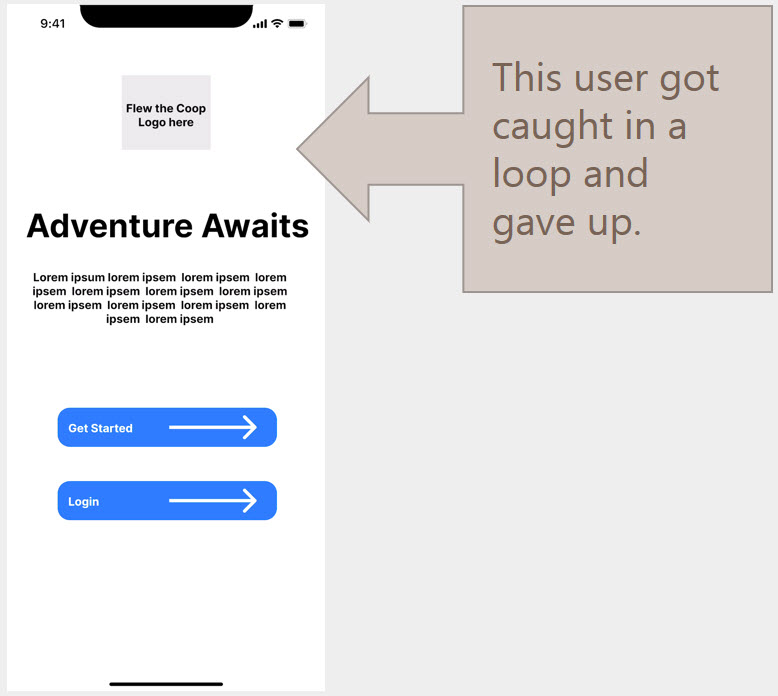 9:41
Flew the Coop
Logo here
Adventure Awaits
Lorem ipsum lorem ipsem lorem ipsem lorem
ipsem lorem ipsem lorem ipsem lorem ipsem
lorem ipsem lorem ipsem lorem ipsem lorem
ipsem lorem ipsem
Get Started
Login
This user got
caught in a
loop and
gave up.